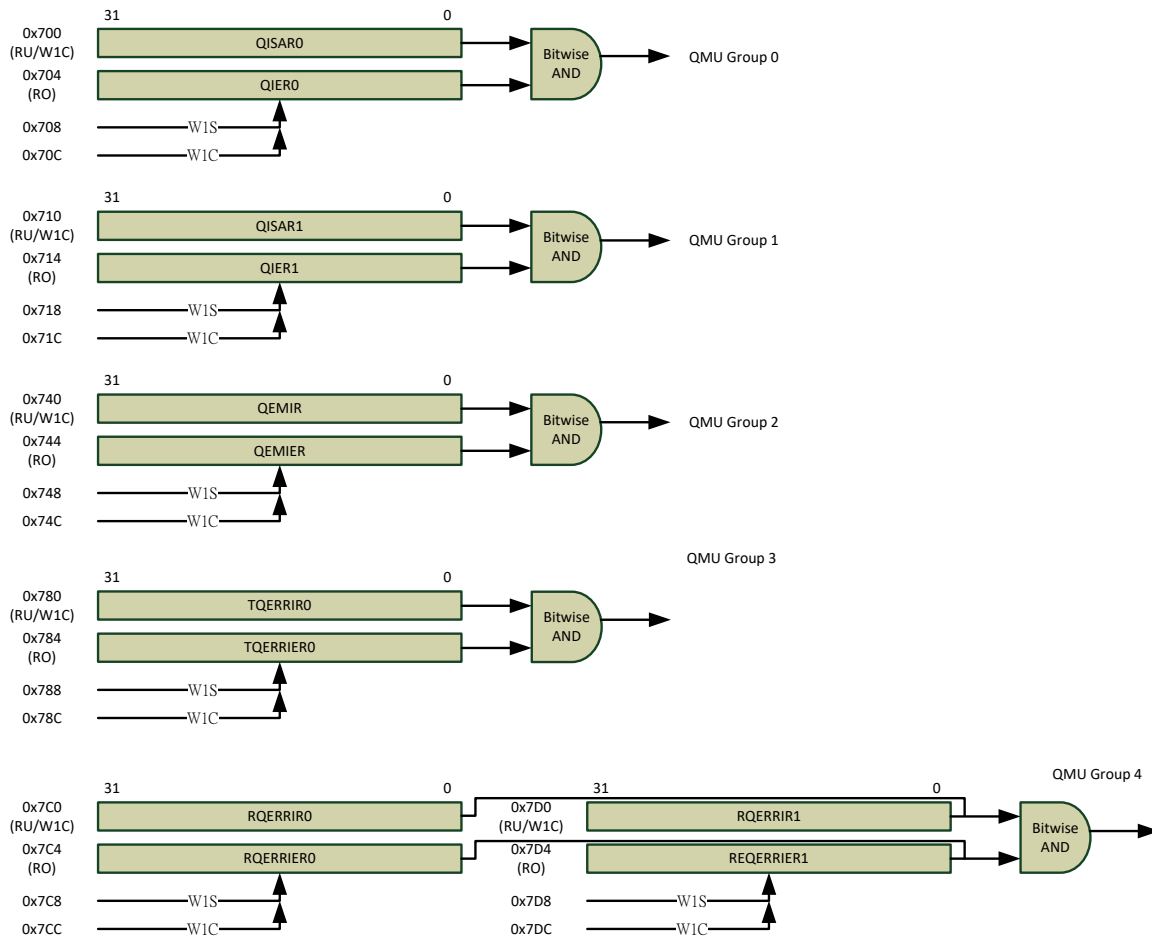 31 0
0x700
(RU/W1C)
QISAR0
Bitwise
AND
QMU Group 0
0x704
(RO)
QIER0
0x708
W1S
0x70C
W1C
31 0
0x710
(RU/W1C)
QISAR1
Bitwise
AND
QMU Group 1
0x714
(RO)
QIER1
0x718
W1S
0x71C
W1C
31 0
0x740
(RU/W1C)
QEMIR
Bitwise
AND
QMU Group 2
0x744
(RO)
QEMIER
0x748
W1S
0x74C
W1C
QMU Group 3
31 0
0x780
(RU/W1C)
TQERRIR0
Bitwise
AND
0x784
(RO)
TQERRIER0
0x788
W1S
0x78C
W1C
QMU Group 4
31 0
0x7C0
(RU/W1C)
RQERRIR0
0x7C4
(RO)
RQERRIER0
0x7C8
W1S
0x7CC
W1C
31 0
0x7D0
(RU/W1C)
RQERRIR1
Bitwise
AND
0x7D4
(RO)
REQERRIER1
0x7D8
W1S
0x7DC
W1C